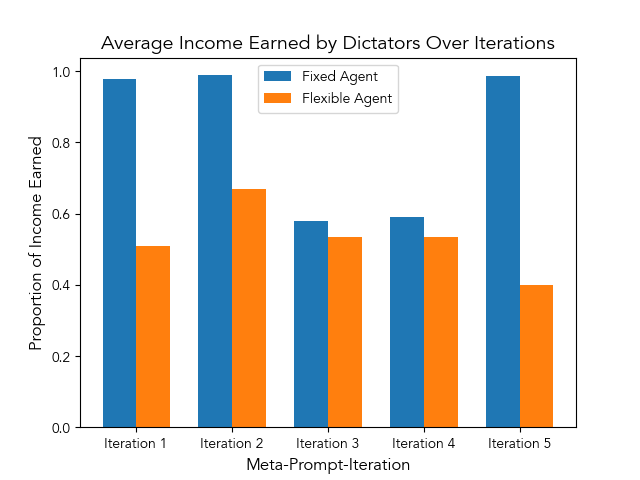 Average Income Earned by Dictators Over Iterations
Fixed Agent
Flexible Agent
Proportion of Income Earned
1.0
0.8
0.6
0.4
0.2
0.0
Iteration 1 Iteration 2 Iteration 3 Iteration 4 Iteration 5
Meta-Prompt-Iteration